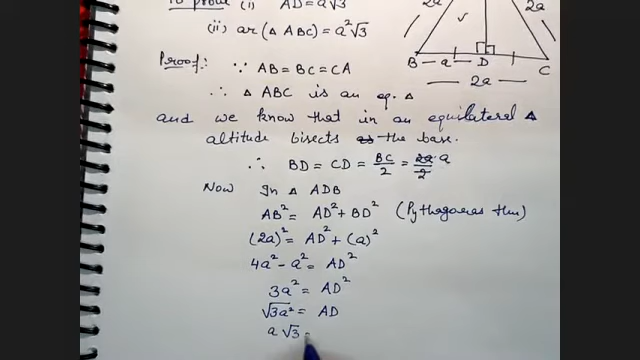 To prove (i) AD = a√3
(ii) ar (△ ABC) = a²√3
2a
2a
B - a - D
C
2a
Proof:
∵ AB = BC = CA
∴ △ ABC is an eq. △
and we know that in an equilateral △
altitude bisects the base.
∴ BD = CD = BC/2 = 2a/2 a
Now In △ ADB
AB² = AD² + BD² (Pythagoras thm)
(2a)² = AD² + (a)²
4a² - a² = AD²
3a² = AD²
√3a² = AD
a√3 =